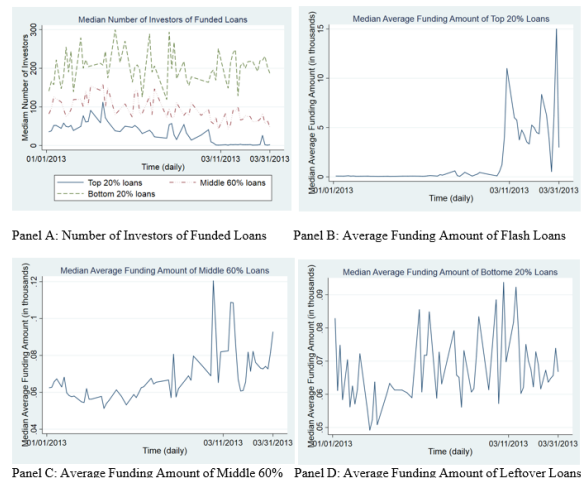 Median Number of Investors of Funded Loans
Mediam Number of Investors
300
200
100
0
01/01/2013
03/11/2013
03/31/2013
Time (daily)
Top 20% loans
Middle 60% loans
Bottom 20% loans
Panel A: Number of Investors of Funded Loans
Median Average Funding Amount of Top 20% Loans
Median Average Funding Amount (in thousands)
15
10
5
0
01/01/2013
03/11/2013
03/31/2013
Time (daily)
Panel B: Average Funding Amount of Flash Loans
Median Average Funding Amount of Middle 60% Loans
Median Average Funding Amount (in thousands)
.12
.1
.08
.06
.04
01/01/2013
03/11/2013
03/31/2013
Time (daily)
Panel C: Average Funding Amount of Middle 60%
Median Average Funding Amount of Bottome 20% Loans
Median Average Funding Amount (in thousands)
.09
.08
.07
.06
.05
01/01/2013
03/11/2013
03/31/2013
Time (daily)
Panel D: Average Funding Amount of Leftover Loans